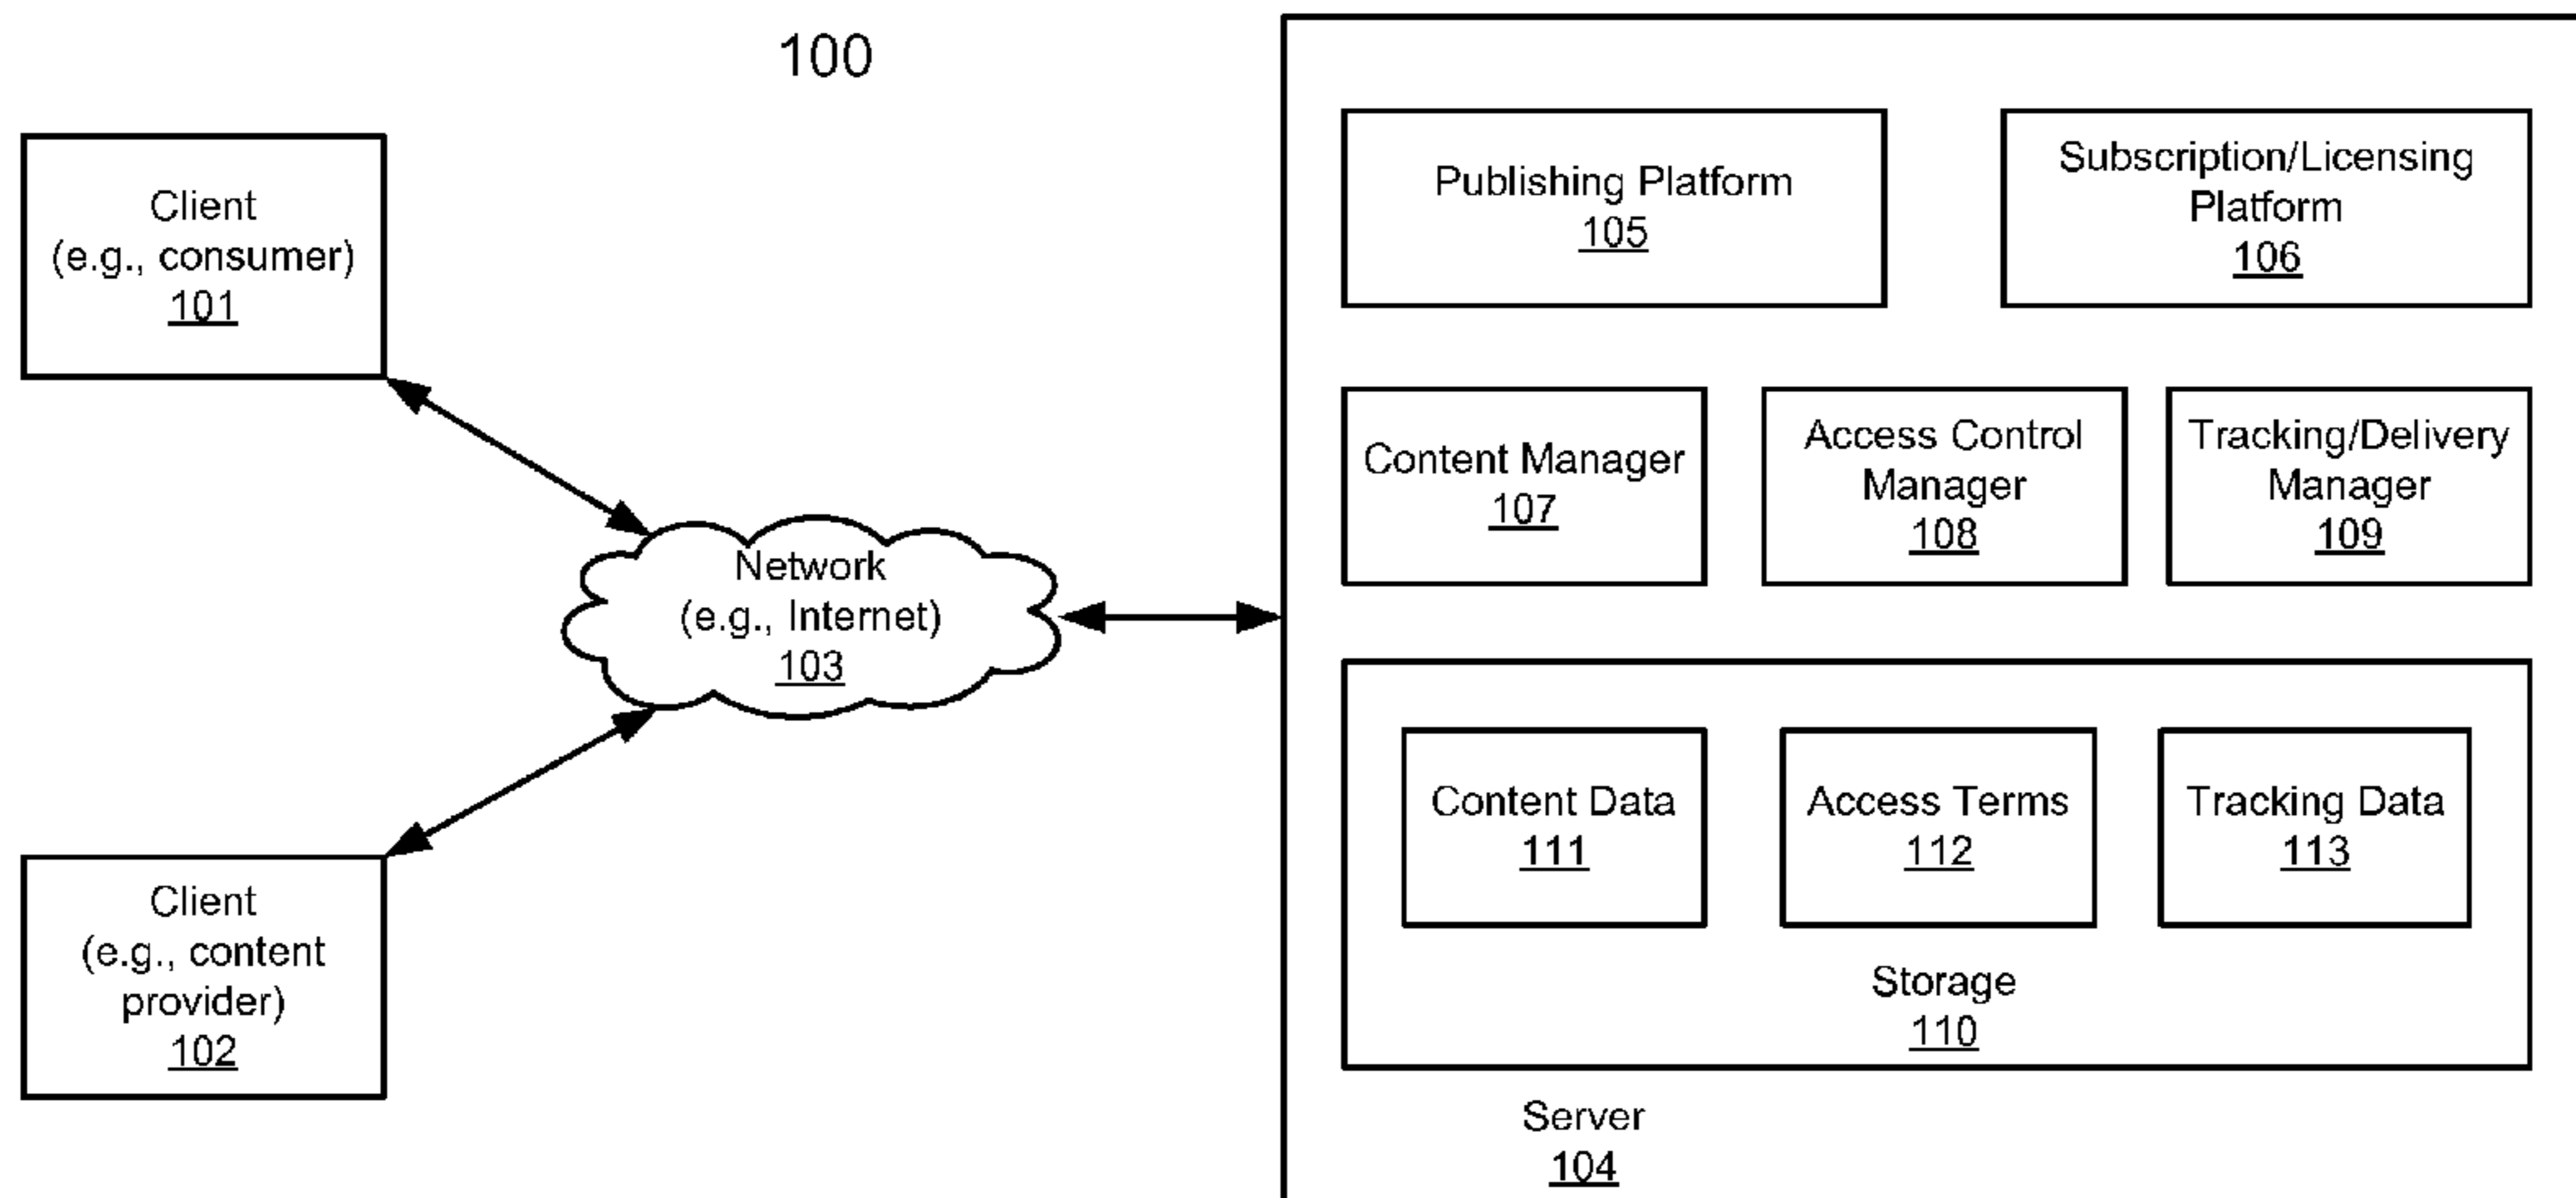 100
Client
(e.g., consumer)
101
Client
(e.g., content
provider)
102
Network
(e.g., Internet)
103
Publishing Platform
105
Subscription/Licensing
Platform
106
Content Manager
107
Access Control
Manager
108
Tracking/Delivery
Manager
109
Content Data
111
Access Terms
112
Tracking Data
113
Storage
110
Server
104